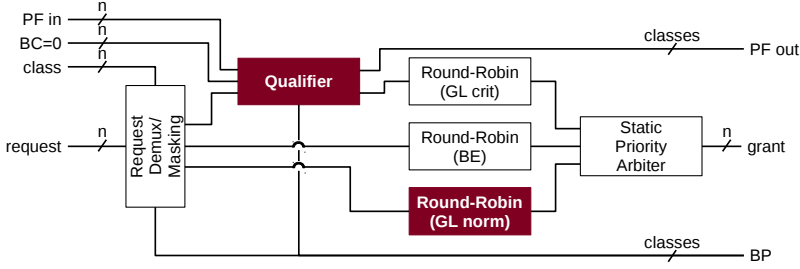 PF in
n
BC=0
n
class
n
request
n
Request
Demux/
Masking
Qualifier
Round-Robin
(GL crit)
Round-Robin
(BE)
Round-Robin
(GL norm)
Static
Priority
Arbiter
classes
PF out
n
grant
classes
BP